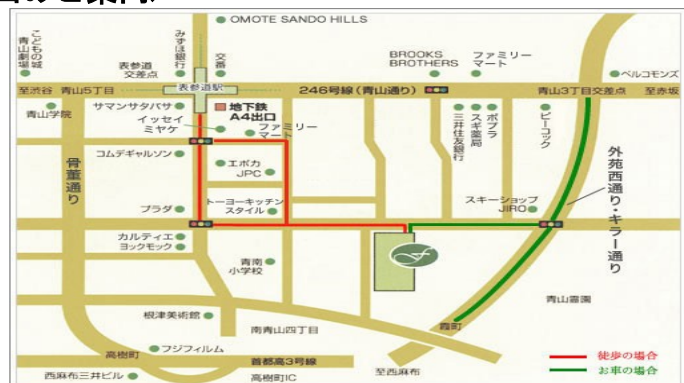 OMOTE SANDO HILLS
こどもの城
青山劇場
表参道
交差点
みずほ銀行
交番
BROOKS
BROTHERS
ファミリー
マート
ベルコモンズ
至渋谷
青山5丁目
表参道駅
246号線(青山通り)
青山3丁目交差点
至赤坂
青山学院
サマンサタバサ
地下鉄
A4出口
イッセイ
ミヤケ
ファミリー
マート
三井住友銀行
スギ薬局
ポプラ
ピーコック
コムデギャルソン
エポカ
JPC
骨董通り
外苑西通り・キラー通り
プラダ
トーヨーキッチン
スタイル
スキーショップ
JIRO
カルティエ
ヨックモック
青南
小学校
青山霊園
根津美術館
南青山四丁目
霞町
高樹町
フジフィルム
首都高3号線
至西麻布
西麻布三井ビル
高樹町IC
徒歩の場合
お車の場合